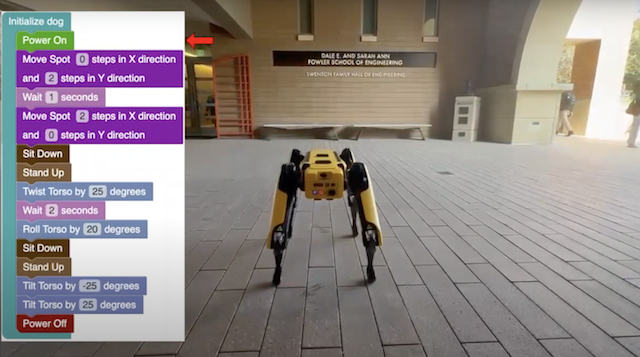 Initialize dog
Power On
Move Spot 0 steps in X direction
and 2 steps in Y direction
Wait 1 seconds
Move Spot 2 steps in X direction
and 0 steps in Y direction
Sit Down
Stand Up
Twist Torso by 25 degrees
Wait 2 seconds
Roll Torso by 20 degrees
Sit Down
Stand Up
Tilt Torso by -25 degrees
Tilt Torso by 25 degrees
Power Off
DALE E. AND SARAH ANN
FOWLER SCHOOL OF ENGINEERING
SWENSON FAMILY HALL OF ENGINEERING